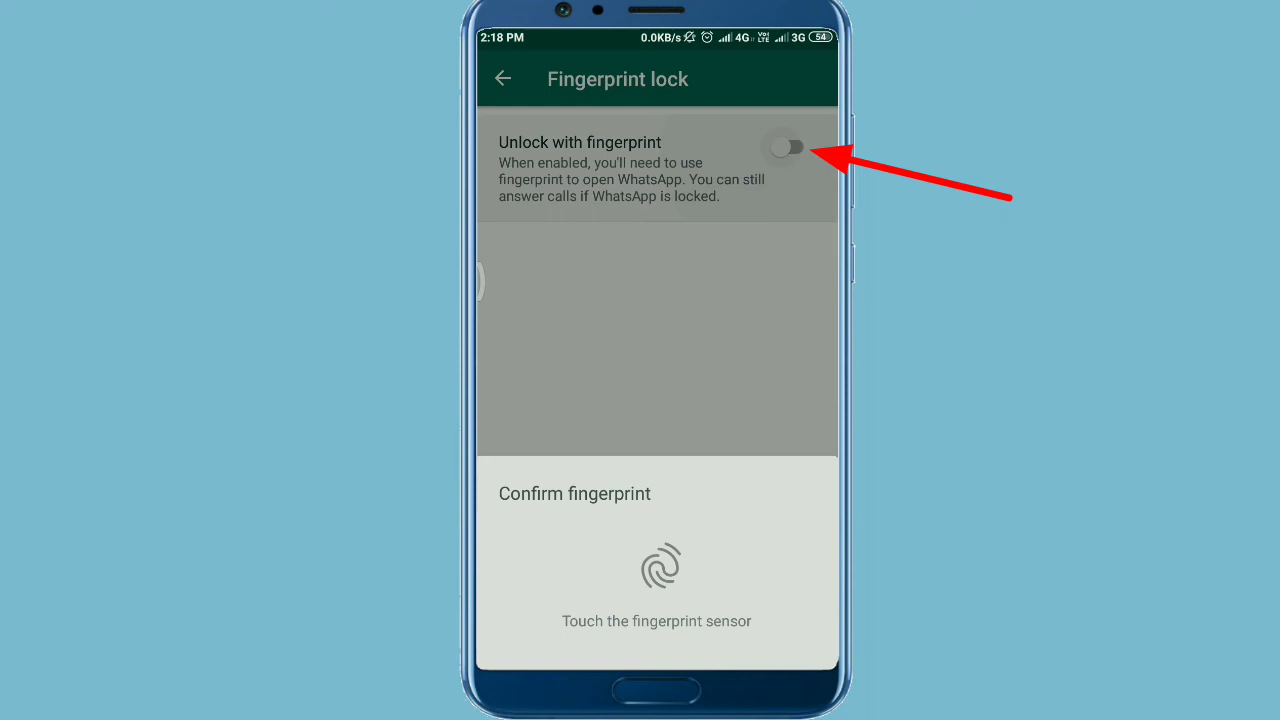 2:18 PM 0.0KB/s 4G VoLTE 3G 54
Fingerprint lock
Unlock with fingerprint
When enabled, you'll need to use
fingerprint to open WhatsApp. You can still
answer calls if WhatsApp is locked.
Confirm fingerprint
Touch the fingerprint sensor